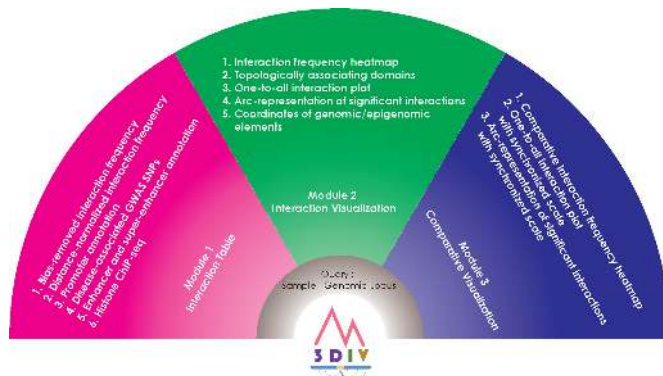 1. Bias-removed interaction frequency
2. Distance-normalized interaction frequency
3. Promoter annotation
4. Disease-associated GWAS SNPs
5. Enhancer and super-enhancer annotation
6. Histone ChIP-seq
Module 1
Interaction Table
1. Interaction frequency heatmap
2. Topologically associating domains
3. One-to-all interaction plot
4. Arc-representation of significant interactions
5. Coordinates of genomic/epigenomic
elements
Module 2
Interaction Visualization
1. Comparative interaction frequency heatmap
2. One-to-all interaction plot
with synchronized scale
3. Arc-representation of significant interactions
with synchronized scale
Module 3
Comparative Visualization
Query :
Sample / Genomic Locus
3DIV